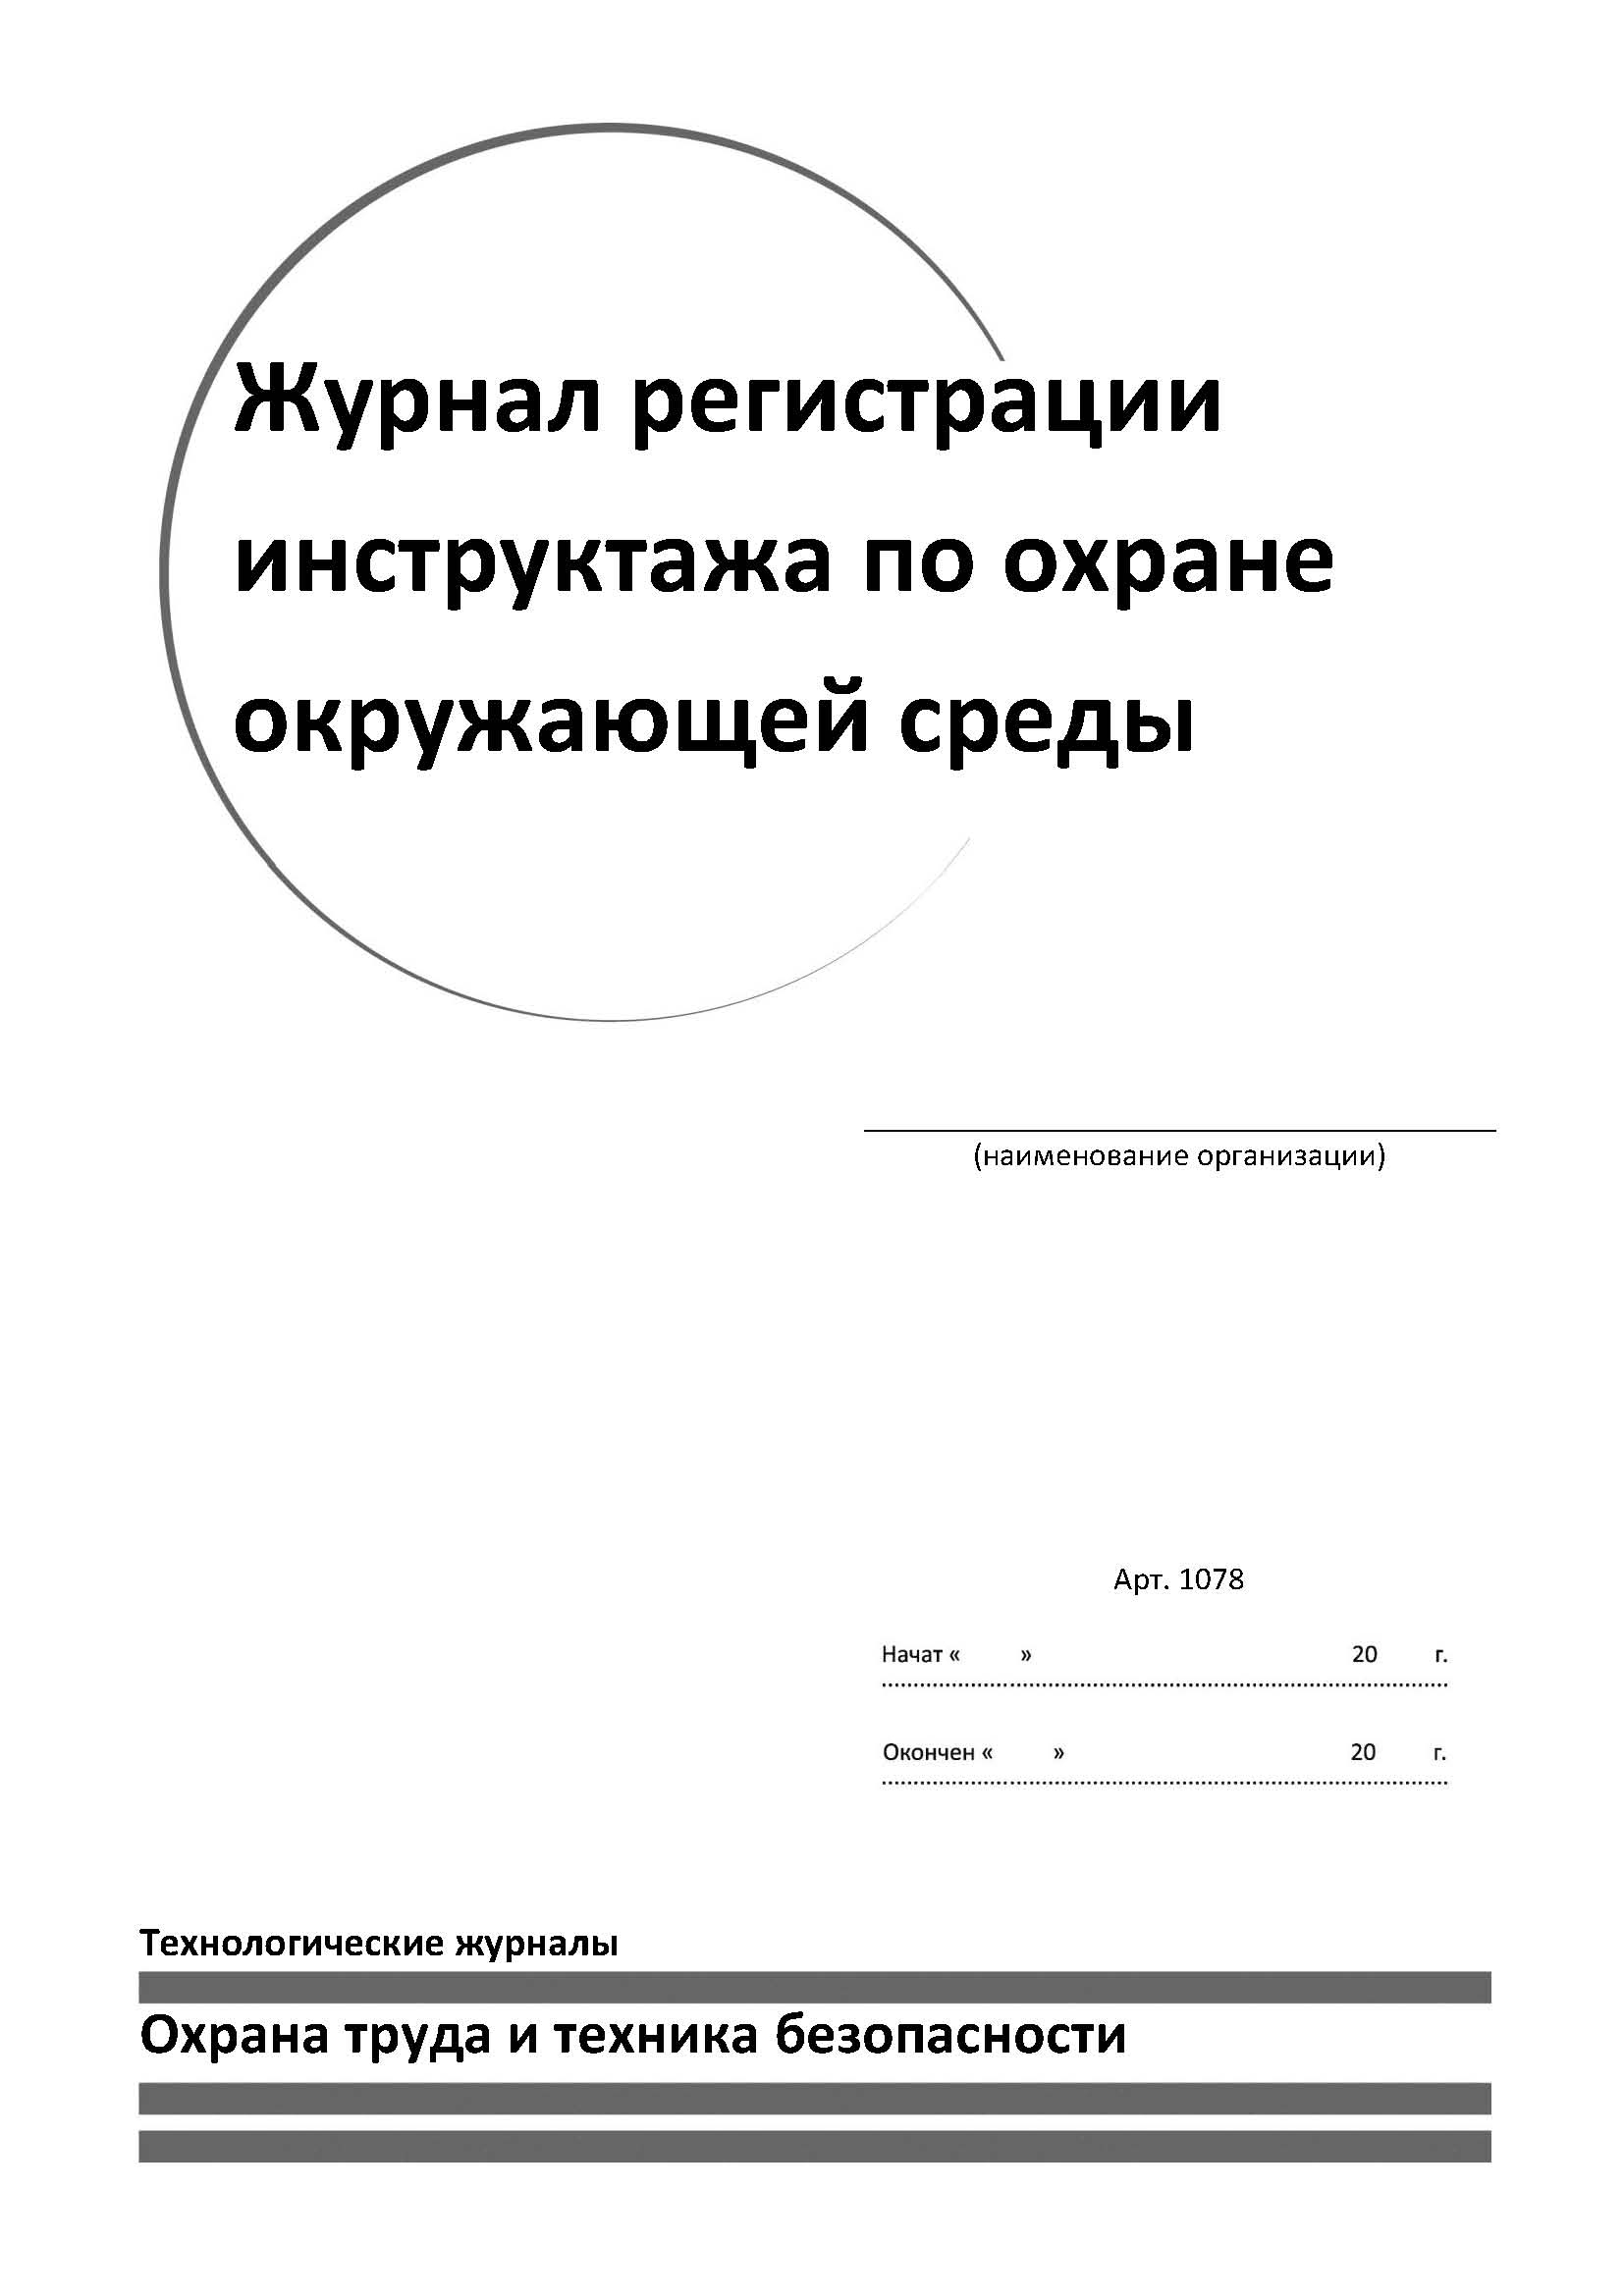 Журнал регистрации
инструктажа по охране
окружающей среды
(наименование организации)
Арт. 1078
Начат « » 20 г.
Окончен « » 20 г.
Технологические журналы
Охрана труда и техника безопасности